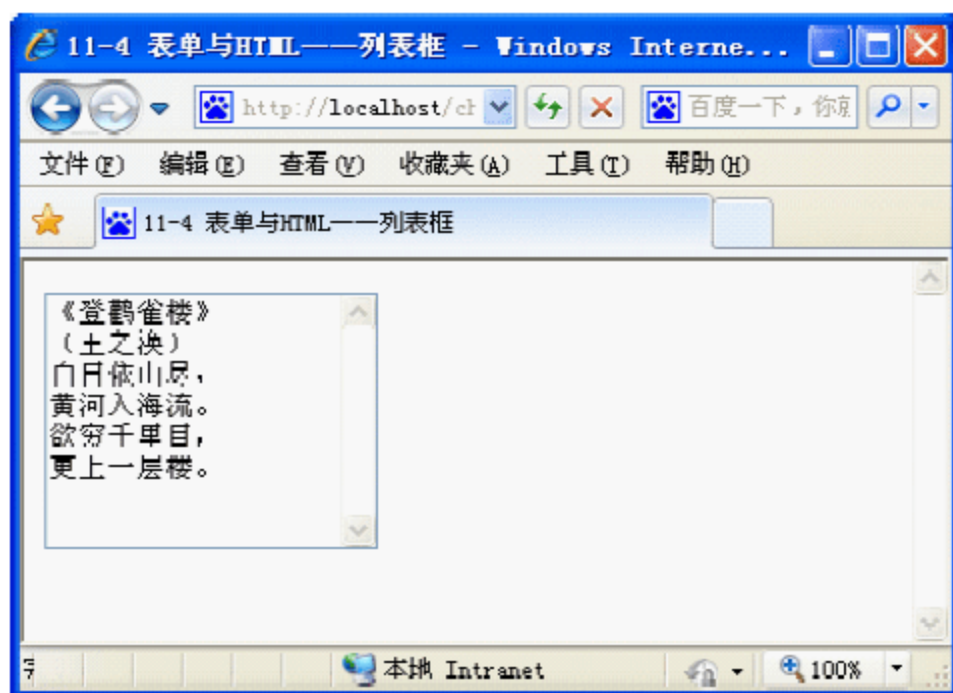 11-4 表单与HTML——列表框 - Windows Interne...
http://localhost/ch 百度一下,你
文件(F) 编辑(E) 查看(V) 收藏夹(A) 工具(T) 帮助(H)
11-4 表单与HTML——列表框
《登鹳雀楼》
(王之涣)
白日依山尽,
黄河入海流。
欲穷千里目,
更上一层楼。
本地 Intranet 100%